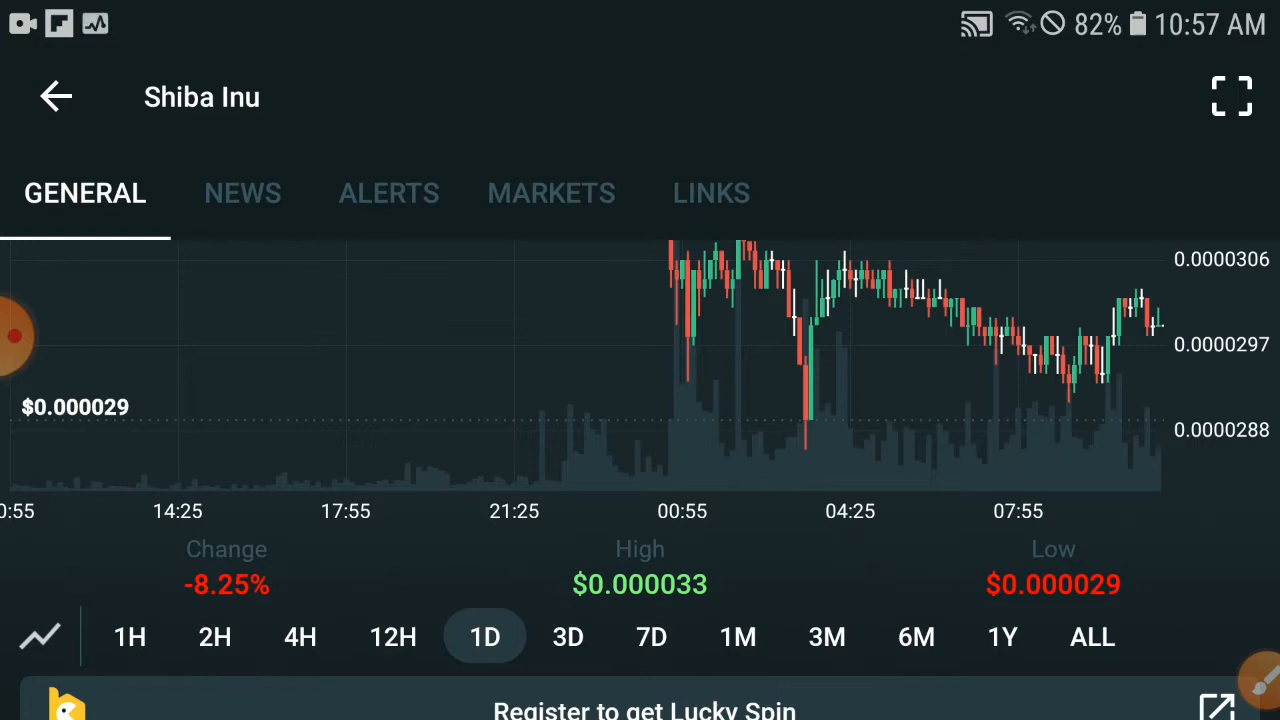 82% 10:57 AM
Shiba Inu
GENERAL NEWS ALERTS MARKETS LINKS
0.0000306
0.0000297
$0.000029
0.0000288
0:55 14:25 17:55 21:25 00:55 04:25 07:55
Change High Low
-8.25% $0.000033 $0.000029
1H 2H 4H 12H 1D 3D 7D 1M 3M 6M 1Y ALL
Register to get Lucky Spin